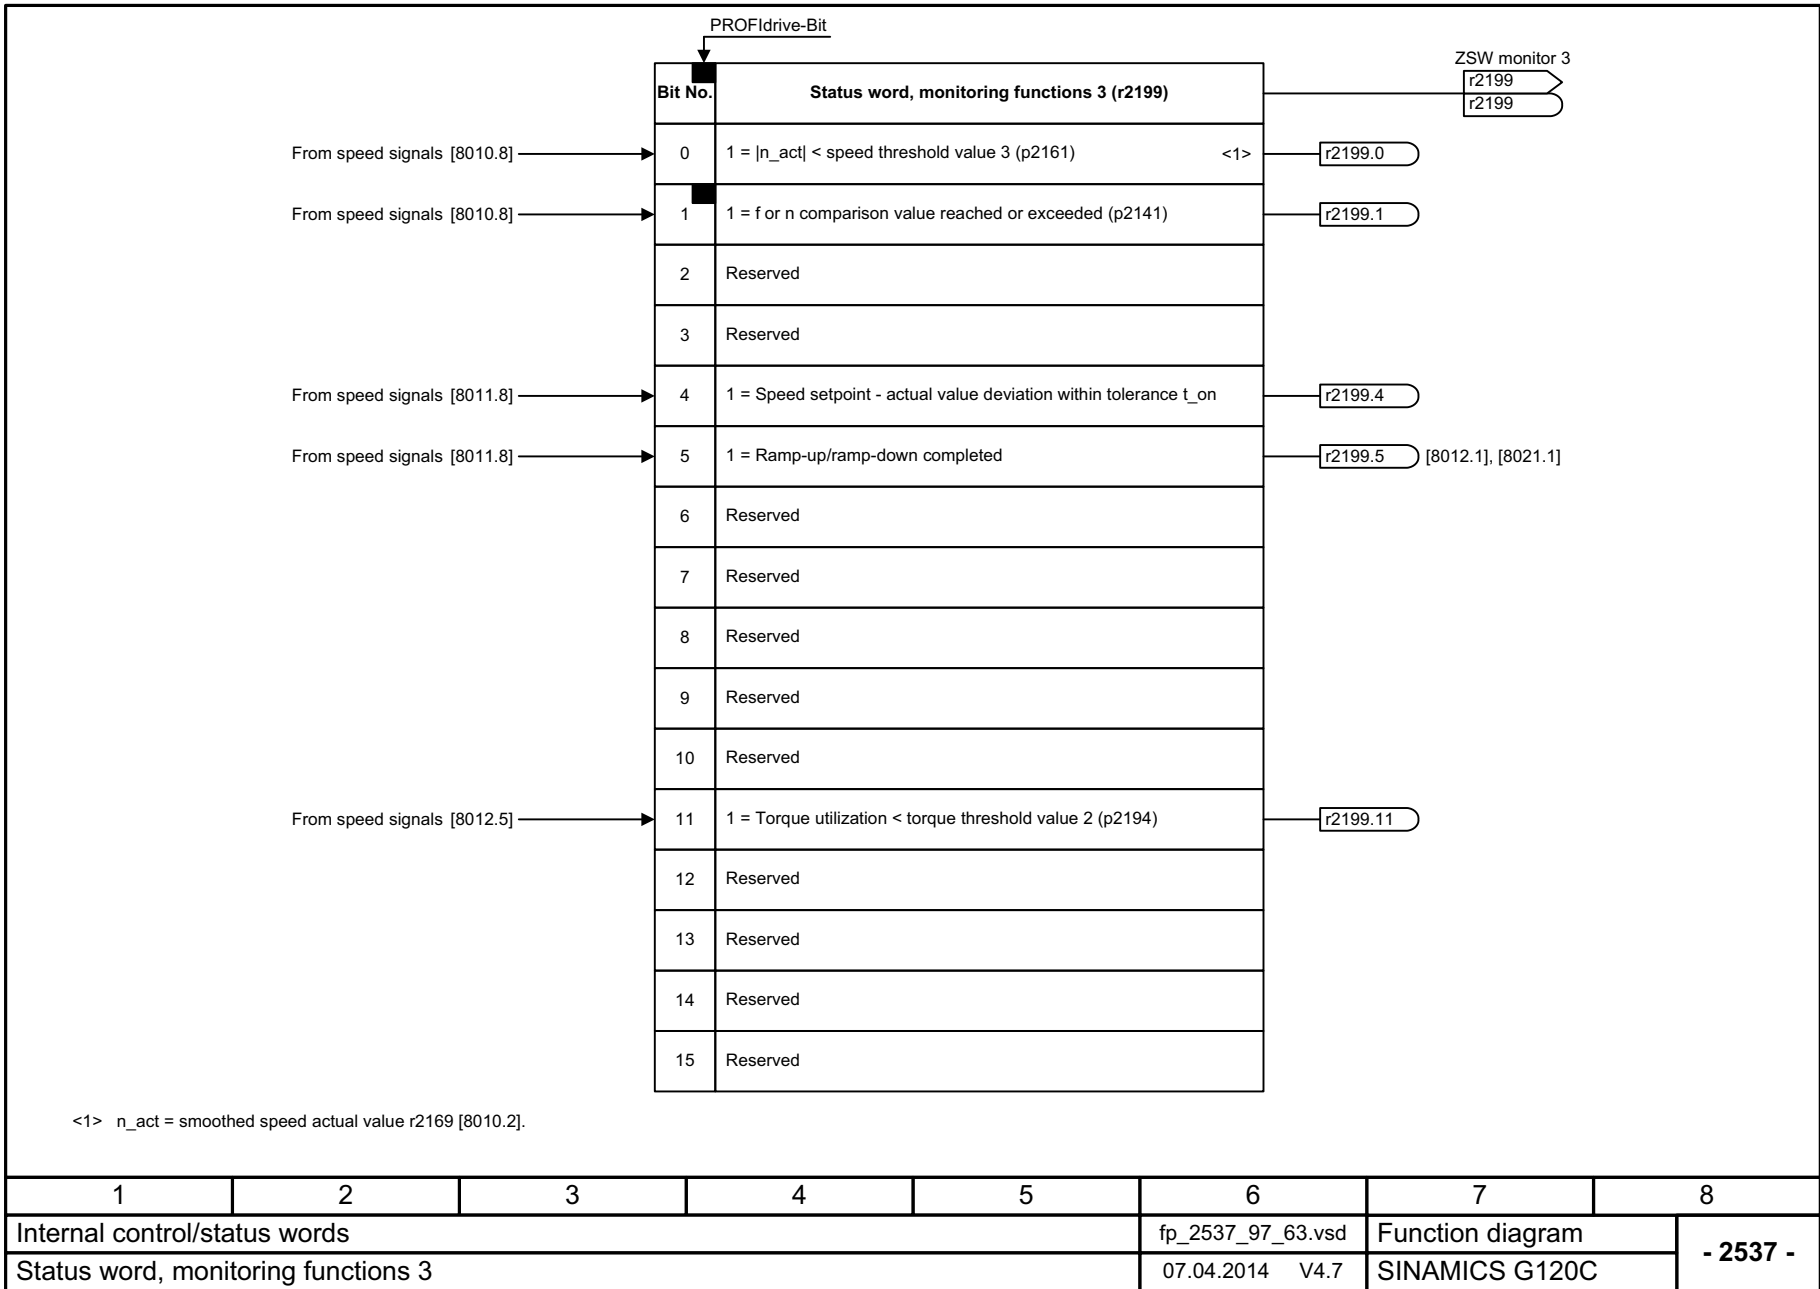 PROFIdrive-Bit
ZSW monitor 3
Bit No. Status word, monitoring functions 3 (r2199) r2199
r2199
From speed signals [8010.8] 0 1 = |n_act| < speed threshold value 3 (p2161) <1> r2199.0
From speed signals [8010.8] 1 1 = f or n comparison value reached or exceeded (p2141) r2199.1
2 Reserved
3 Reserved
From speed signals [8011.8] 4 1 = Speed setpoint - actual value deviation within tolerance t_on r2199.4
From speed signals [8011.8] 5 1 = Ramp-up/ramp-down completed r2199.5 [8012.1], [8021.1]
6 Reserved
7 Reserved
8 Reserved
9 Reserved
10 Reserved
From speed signals [8012.5] 11 1 = Torque utilization < torque threshold value 2 (p2194) r2199.11
12 Reserved
13 Reserved
14 Reserved
15 Reserved
<1> n_act = smoothed speed actual value r2169 [8010.2].
1 2 3 4 5 6 7 8
Internal control/status words fp_2537_97_63.vsd Function diagram - 2537 -
Status word, monitoring functions 3 07.04.2014 V4.7 SINAMICS G120C